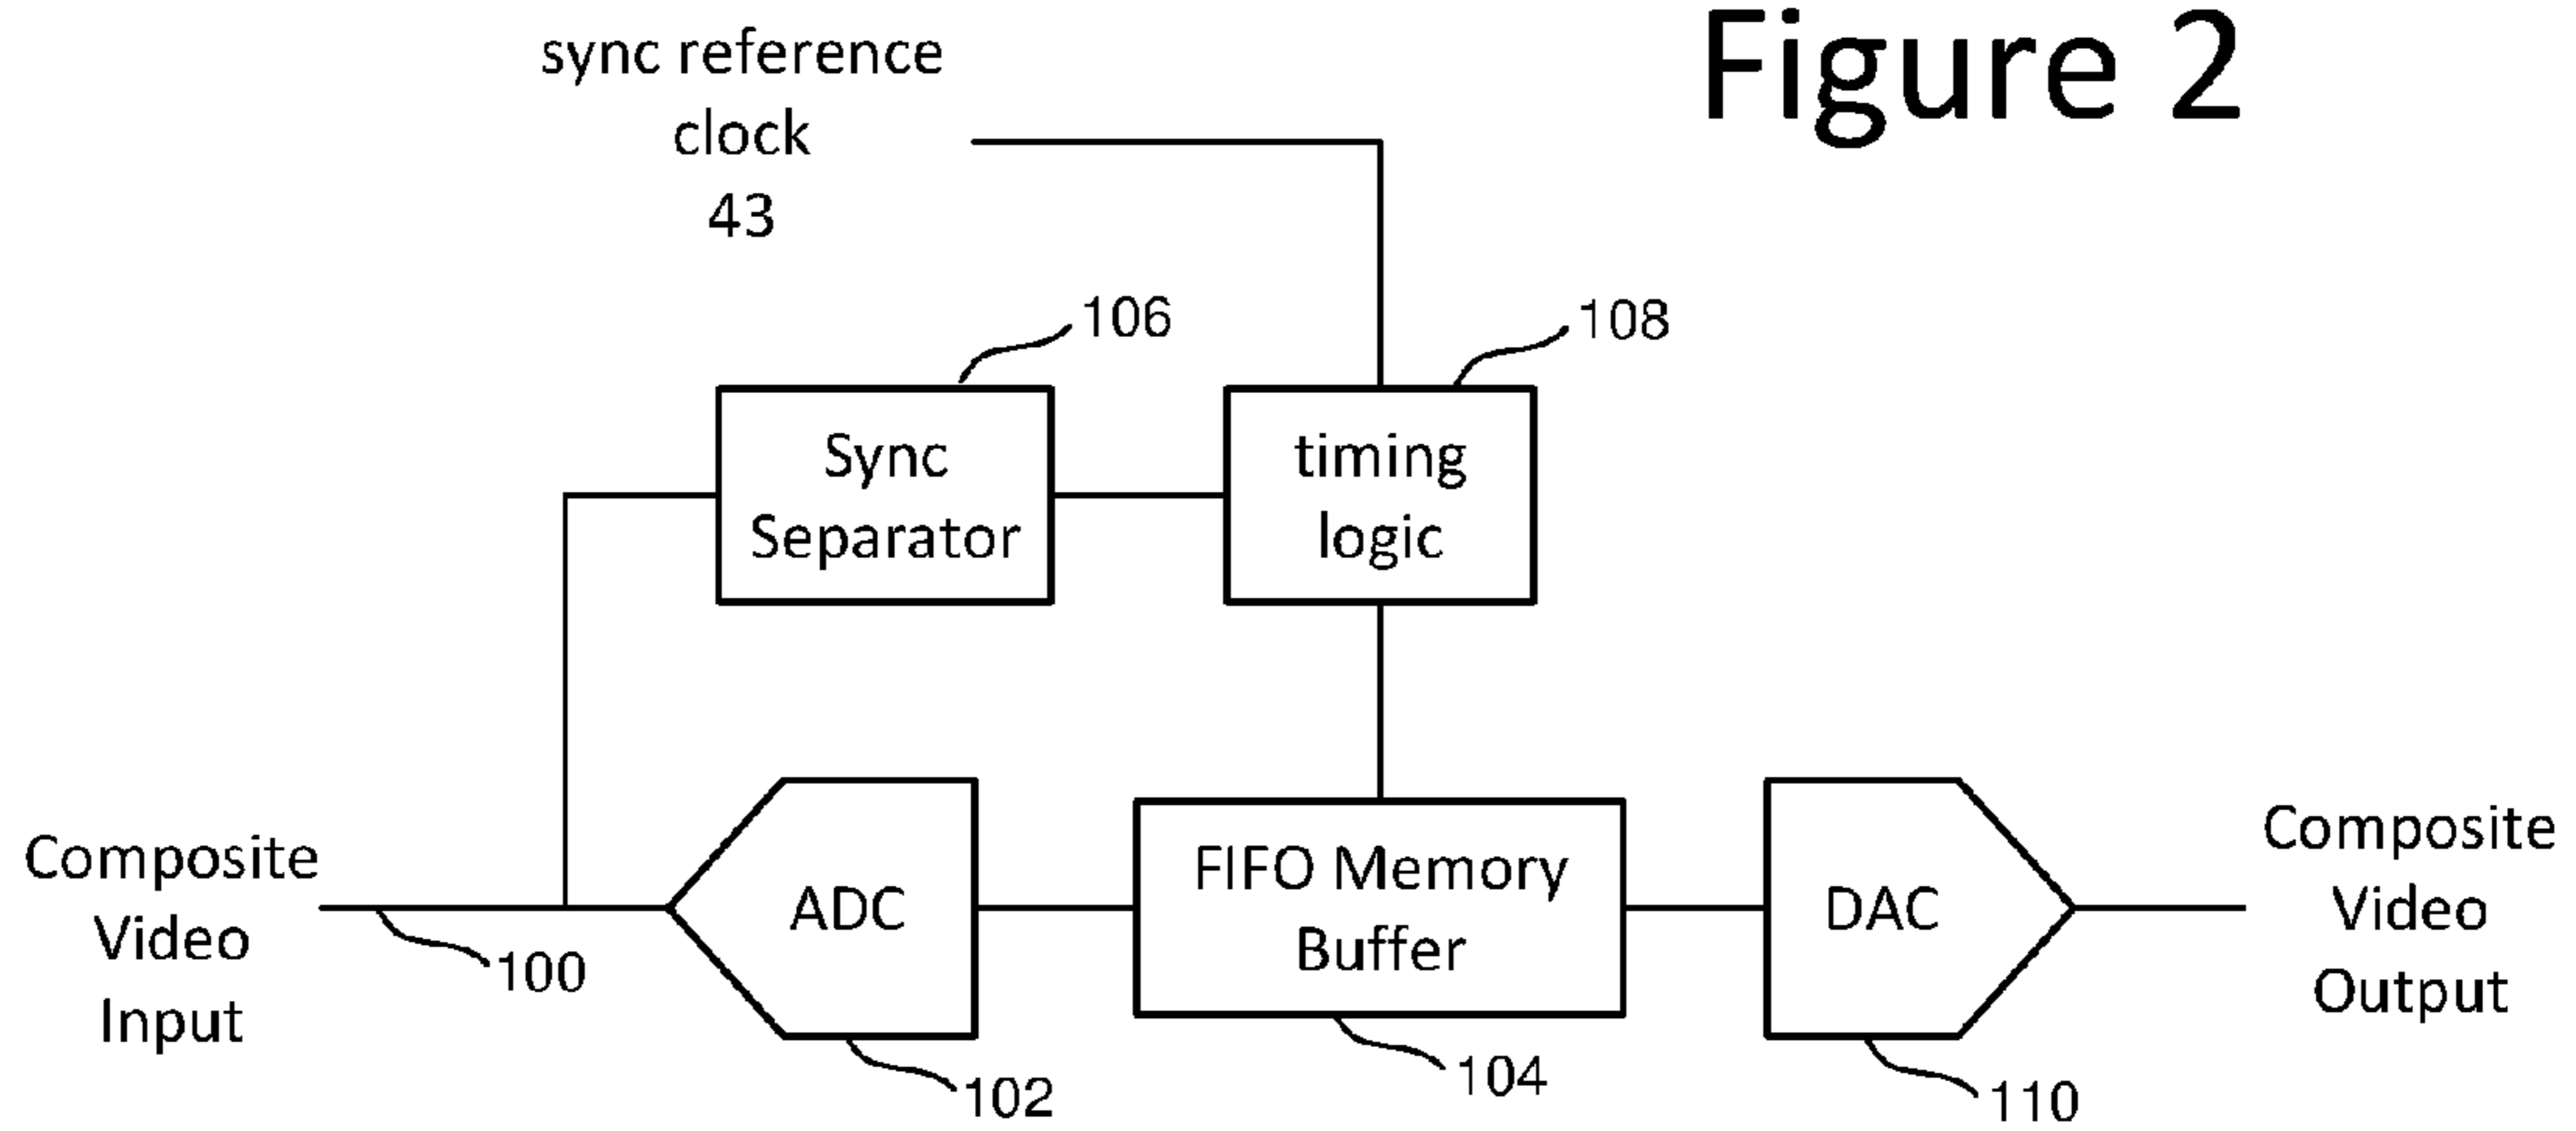 Figure 2
sync reference
clock
43
106
108
Sync
Separator
timing
logic
Composite
Video
Input
100
ADC
102
FIFO Memory
Buffer
104
DAC
110
Composite
Video
Output